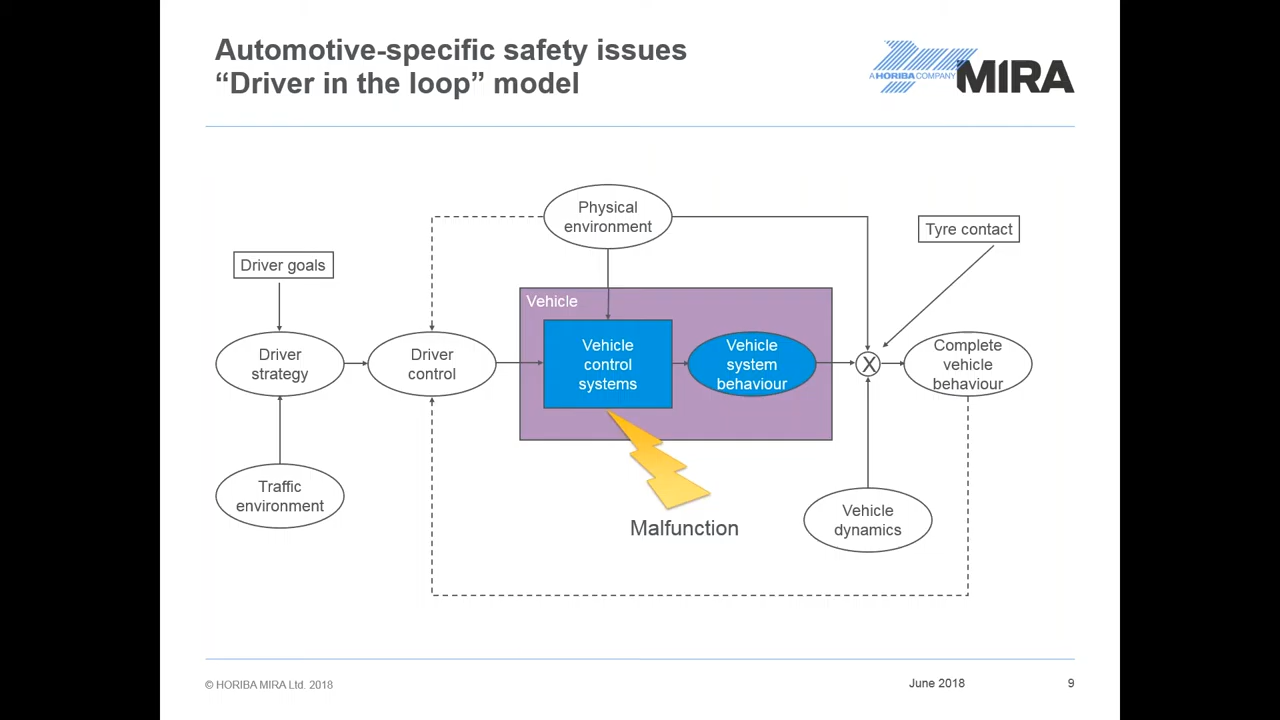 Automotive-specific safety issues
“Driver in the loop” model
A HORIBA COMPANY
MIRA
Physical
environment
Tyre contact
Driver goals
Vehicle
Driver
strategy
Driver
control
Vehicle
control
systems
Vehicle
system
behaviour
X
Complete
vehicle
behaviour
Traffic
environment
Malfunction
Vehicle
dynamics
© HORIBA MIRA Ltd. 2018
June 2018
9